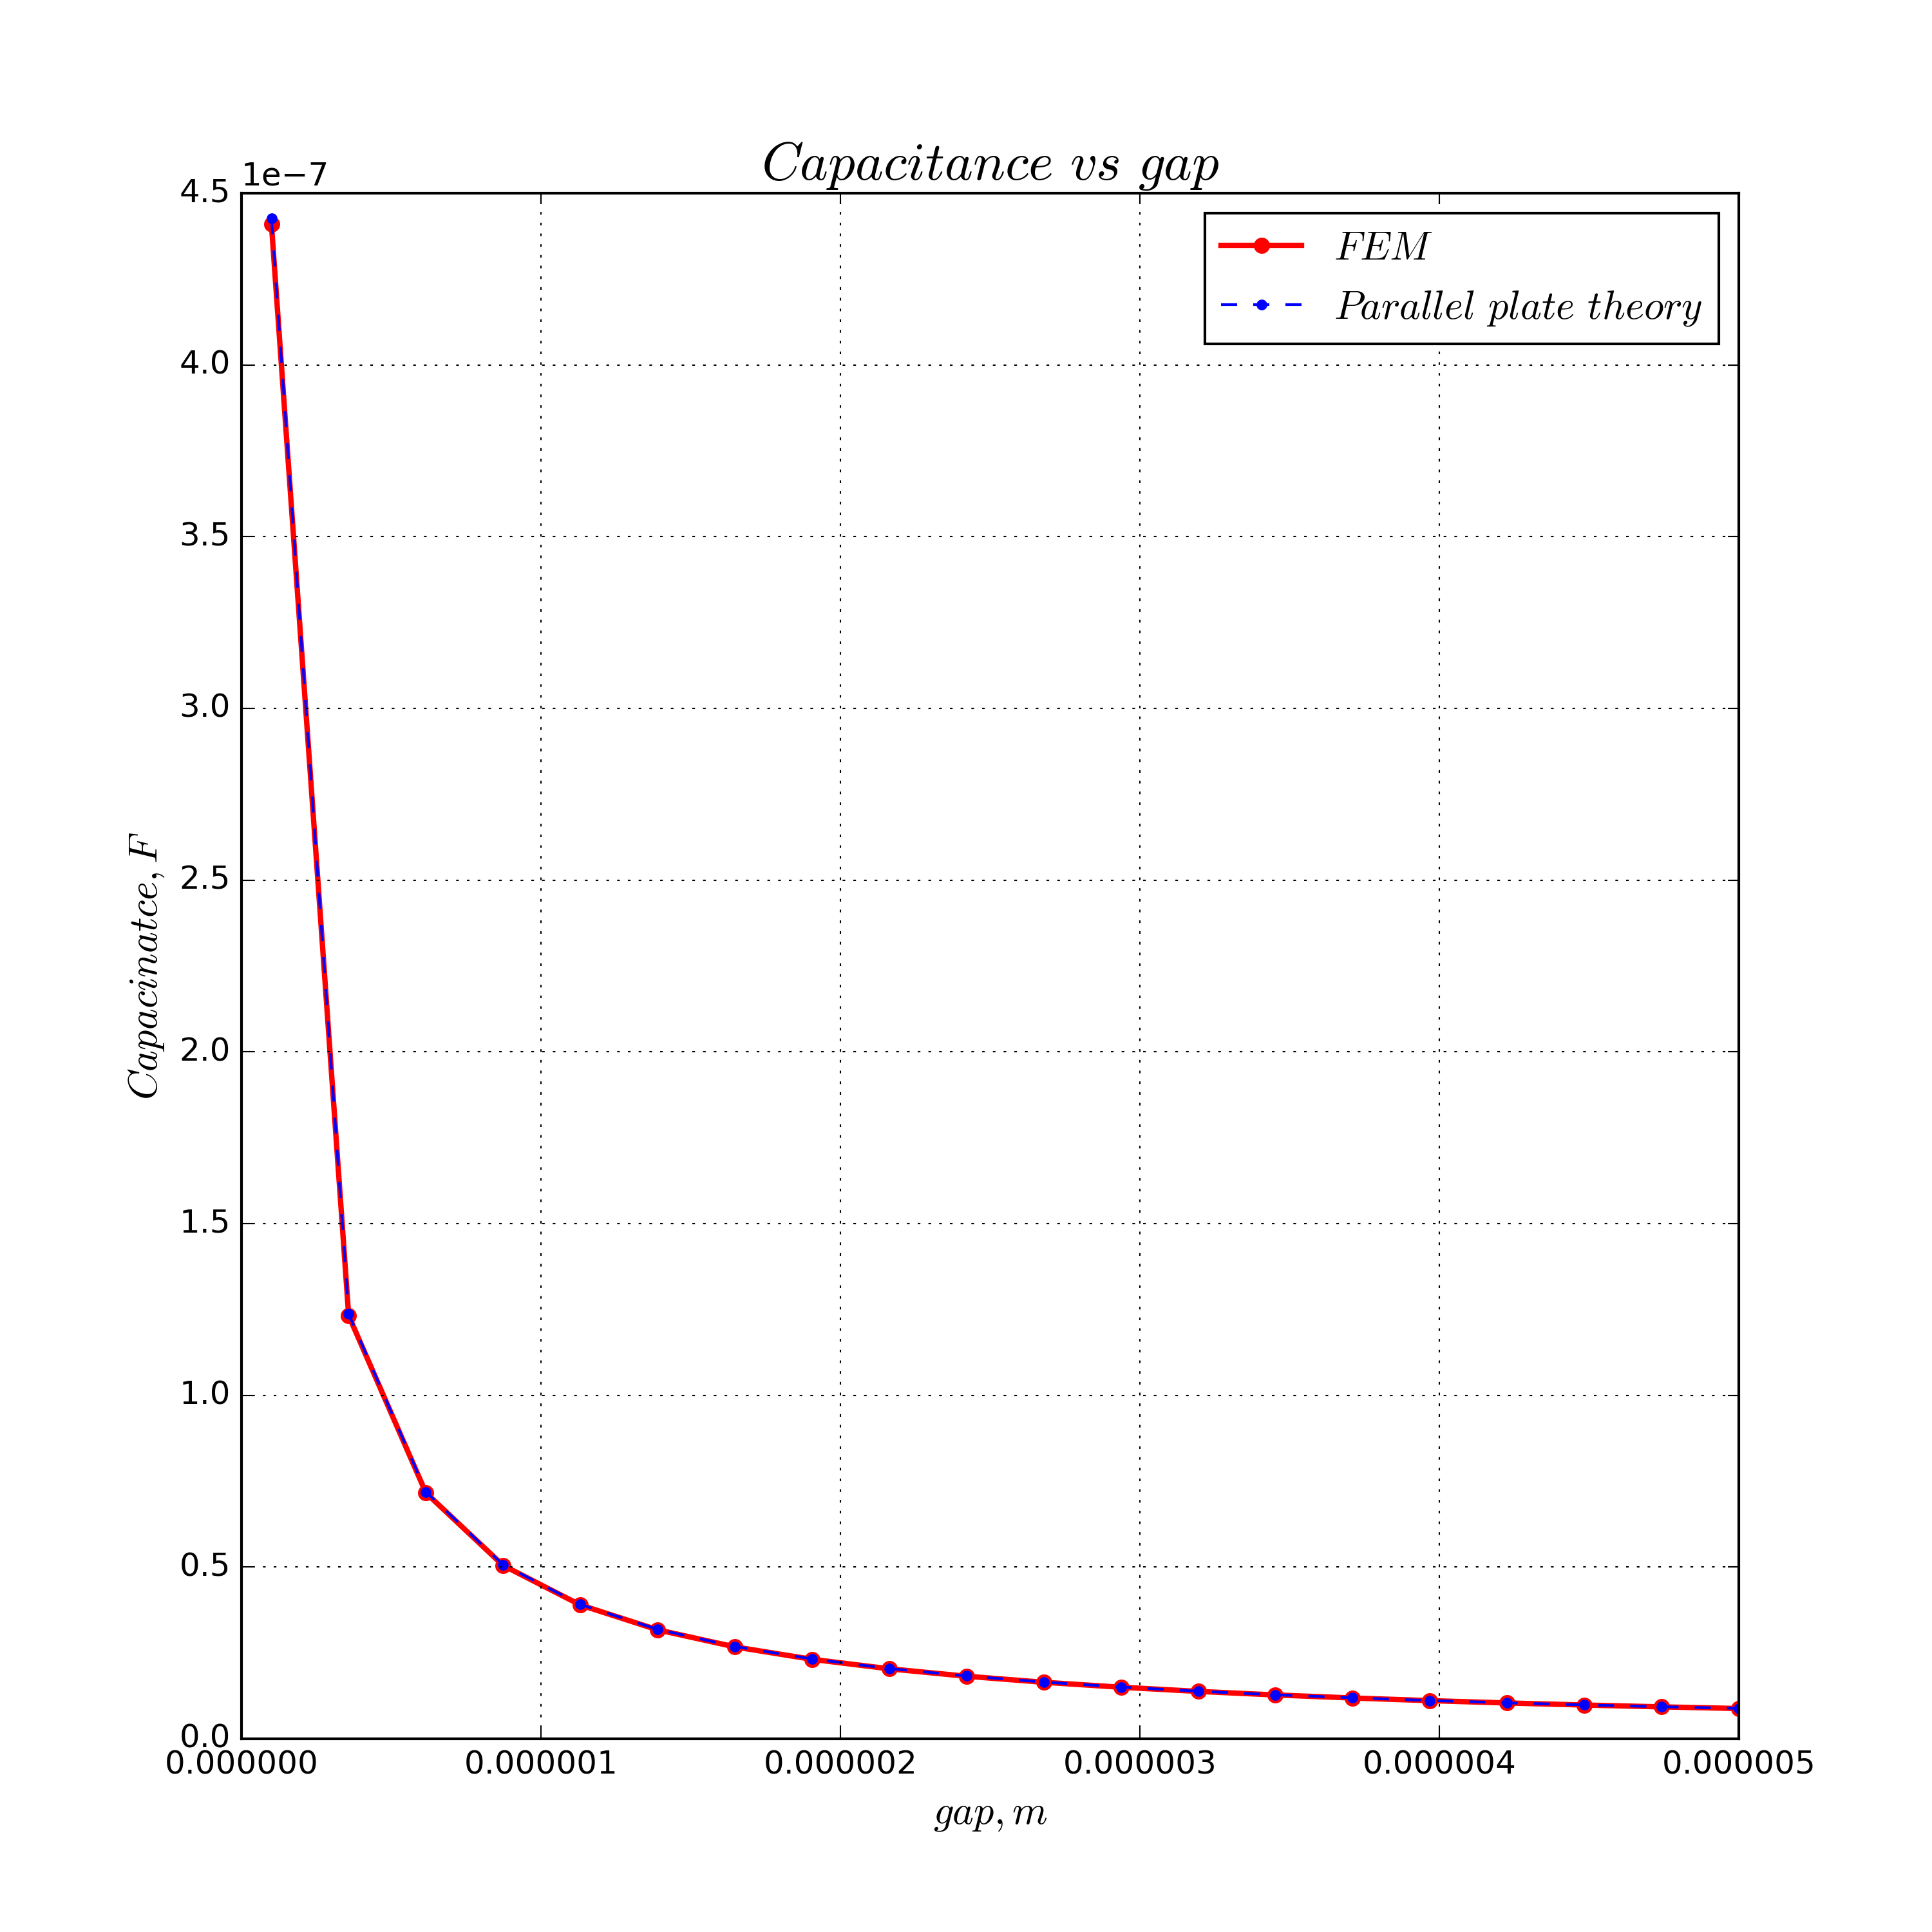 Capacitance vs gap
1e−7
4.5
4.0
3.5
3.0
2.5
2.0
1.5
1.0
0.5
0.0
FEM
Parallel plate theory
Capacinatce, F
0.000000 0.000001 0.000002 0.000003 0.000004 0.000005
gap, m